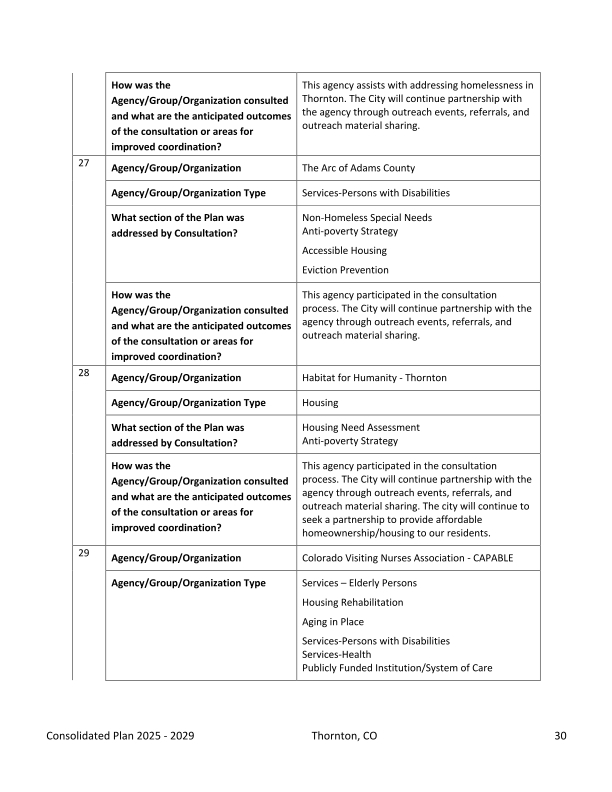 How was the
Agency/Group/Organization consulted
and what are the anticipated outcomes
of the consultation or areas for
improved coordination?
This agency assists with addressing homelessness in
Thornton. The City will continue partnership with
the agency through outreach events, referrals, and
outreach material sharing.
27
Agency/Group/Organization
The Arc of Adams County
Agency/Group/Organization Type
Services-Persons with Disabilities
What section of the Plan was
addressed by Consultation?
Non-Homeless Special Needs
Anti-poverty Strategy
Accessible Housing
Eviction Prevention
How was the
Agency/Group/Organization consulted
and what are the anticipated outcomes
of the consultation or areas for
improved coordination?
This agency participated in the consultation
process. The City will continue partnership with the
agency through outreach events, referrals, and
outreach material sharing.
28
Agency/Group/Organization
Habitat for Humanity - Thornton
Agency/Group/Organization Type
Housing
What section of the Plan was
addressed by Consultation?
Housing Need Assessment
Anti-poverty Strategy
How was the
Agency/Group/Organization consulted
and what are the anticipated outcomes
of the consultation or areas for
improved coordination?
This agency participated in the consultation
process. The City will continue partnership with the
agency through outreach events, referrals, and
outreach material sharing. The city will continue to
seek a partnership to provide affordable
homeownership/housing to our residents.
29
Agency/Group/Organization
Colorado Visiting Nurses Association - CAPABLE
Agency/Group/Organization Type
Services – Elderly Persons
Housing Rehabilitation
Aging in Place
Services-Persons with Disabilities
Services-Health
Publicly Funded Institution/System of Care
Consolidated Plan 2025 - 2029
Thornton, CO
30